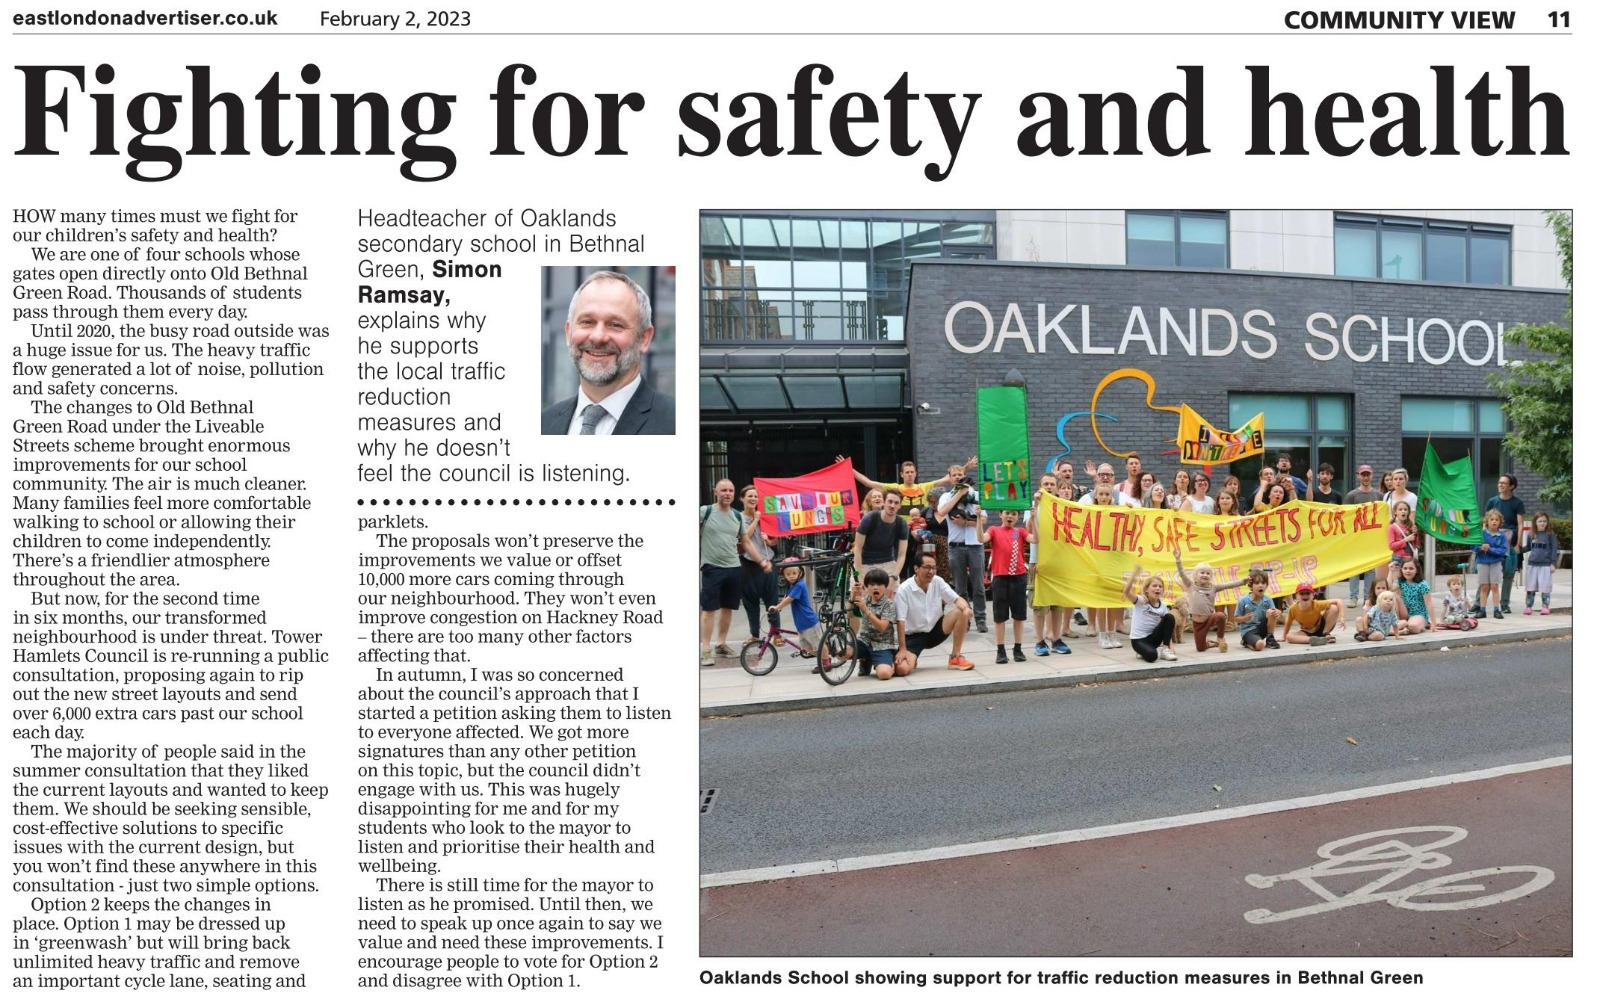 eastlondonadvertiser.co.uk February 2, 2023 COMMUNITY VIEW 11
Fighting for safety and health
HOW many times must we fight for
our children's safety and health?
We are one of four schools whose
gates open directly onto Old Bethnal
Green Road. Thousands of students
pass through them every day.
Until 2020, the busy road outside was
a huge issue for us. The heavy traffic
flow generated a lot of noise, pollution
and safety concerns.
The changes to Old Bethnal
Green Road under the Liveable
Streets scheme brought enormous
improvements for our school
community. The air is much cleaner.
Many families feel more comfortable
walking to school or allowing their
children to come independently.
There's a friendlier atmosphere
throughout the area.
But now, for the second time
in six months, our transformed
neighbourhood is under threat. Tower
Hamlets Council is re-running a public
consultation, proposing again to rip
out the new street layouts and send
over 6,000 extra cars past our school
each day.
The majority of people said in the
summer consultation that they liked
the current layouts and wanted to keep
them. We should be seeking sensible,
cost-effective solutions to specific
issues with the current design, but
you won't find these anywhere in this
consultation - just two simple options.
Option 2 keeps the changes in
place. Option 1 may be dressed up
in 'greenwash' but will bring back
unlimited heavy traffic and remove
an important cycle lane, seating and
Headteacher of Oaklands
secondary school in Bethnal
Green, Simon
Ramsay,
explains why
he supports
the local traffic
reduction
measures and
why he doesn't
feel the council is listening.
parklets.
The proposals won't preserve the
improvements we value or offset
10,000 more cars coming through
our neighbourhood. They won't even
improve congestion on Hackney Road
– there are too many other factors
affecting that.
In autumn, I was so concerned
about the council's approach that I
started a petition asking them to listen
to everyone affected. We got more
signatures than any other petition
on this topic, but the council didn't
engage with us. This was hugely
disappointing for me and for my
students who look to the mayor to
listen and prioritise their health and
wellbeing.
There is still time for the mayor to
listen as he promised. Until then, we
need to speak up once again to say we
value and need these improvements. I
encourage people to vote for Option 2
and disagree with Option 1.
OAKLANDS SCHOOL
LET'S
PLAY
SAVE OUR
LUNGS
HEALTHY, SAFE STREETS FOR ALL
SAVE OUR
LUNGS
Oaklands School showing support for traffic reduction measures in Bethnal Green